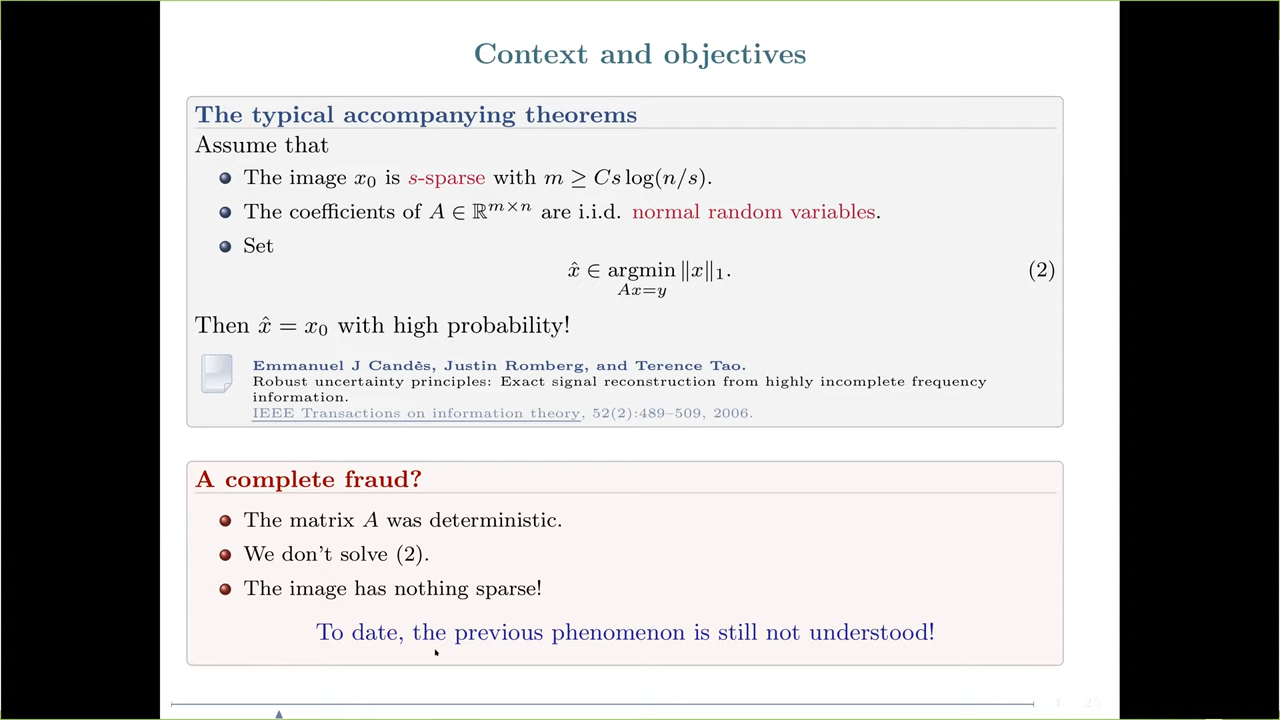 Context and objectives
The typical accompanying theorems
Assume that
The image x₀ is s-sparse with m ≥ Cs log(n/s).
The coefficients of A ∈ ℝᵐˣⁿ are i.i.d. normal random variables.
Set
x̂ ∈ argmin ‖x‖₁. (2)
Ax=y
Then x̂ = x₀ with high probability!
Emmanuel J Candès, Justin Romberg, and Terence Tao.
Robust uncertainty principles: Exact signal reconstruction from highly incomplete frequency
information.
IEEE Transactions on information theory, 52(2):489–509, 2006.
A complete fraud?
The matrix A was deterministic.
We don't solve (2).
The image has nothing sparse!
To date, the previous phenomenon is still not understood!